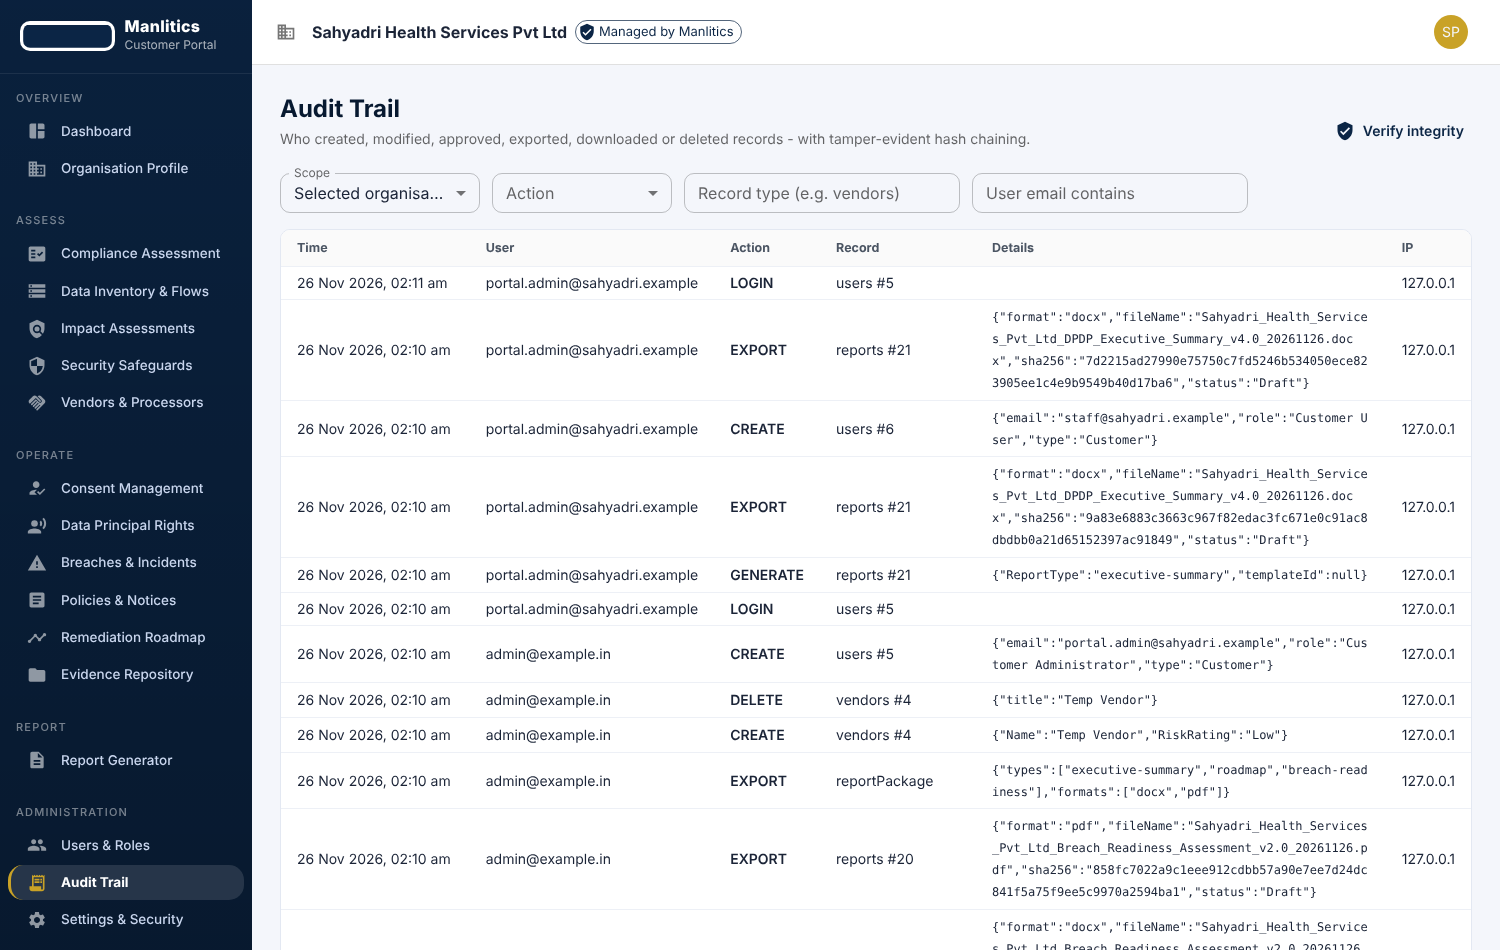 Manlitics
Customer Portal
OVERVIEW
Dashboard
Organisation Profile
ASSESS
Compliance Assessment
Data Inventory & Flows
Impact Assessments
Security Safeguards
Vendors & Processors
OPERATE
Consent Management
Data Principal Rights
Breaches & Incidents
Policies & Notices
Remediation Roadmap
Evidence Repository
REPORT
Report Generator
ADMINISTRATION
Users & Roles
Audit Trail
Settings & Security
Sahyadri Health Services Pvt Ltd
Managed by Manlitics
SP
Audit Trail
Who created, modified, approved, exported, downloaded or deleted records - with tamper-evident hash chaining.
Verify integrity
Scope
Selected organisa...
Action
Record type (e.g. vendors)
User email contains
Time User Action Record Details IP
26 Nov 2026, 02:11 am portal.admin@sahyadri.example LOGIN users #5 127.0.0.1
26 Nov 2026, 02:10 am portal.admin@sahyadri.example EXPORT reports #21
{"format":"docx","fileName":"Sahyadri_Health_Service
s_Pvt_Ltd_DPDP_Executive_Summary_v4.0_20261126.doc
x","sha256":"7d2215ad27990e75750c7fd5246b534050ece82
3905ee1c4e9b9549b40d17ba6","status":"Draft"}
127.0.0.1
26 Nov 2026, 02:10 am portal.admin@sahyadri.example CREATE users #6
{"email":"staff@sahyadri.example","role":"Customer U
ser","type":"Customer"}
127.0.0.1
26 Nov 2026, 02:10 am portal.admin@sahyadri.example EXPORT reports #21
{"format":"docx","fileName":"Sahyadri_Health_Service
s_Pvt_Ltd_DPDP_Executive_Summary_v4.0_20261126.doc
x","sha256":"9a83e6883c3663c967f82edac3fc671e0c91ac8
dbdbb0a21d65152397ac91849","status":"Draft"}
127.0.0.1
26 Nov 2026, 02:10 am portal.admin@sahyadri.example GENERATE reports #21 {"ReportType":"executive-summary","templateId":null} 127.0.0.1
26 Nov 2026, 02:10 am portal.admin@sahyadri.example LOGIN users #5 127.0.0.1
26 Nov 2026, 02:10 am admin@example.in CREATE users #5
{"email":"portal.admin@sahyadri.example","role":"Cus
tomer Administrator","type":"Customer"}
127.0.0.1
26 Nov 2026, 02:10 am admin@example.in DELETE vendors #4 {"title":"Temp Vendor"} 127.0.0.1
26 Nov 2026, 02:10 am admin@example.in CREATE vendors #4 {"Name":"Temp Vendor","RiskRating":"Low"} 127.0.0.1
26 Nov 2026, 02:10 am admin@example.in EXPORT reportPackage
{"types":["executive-summary","roadmap","breach-read
iness"],"formats":["docx","pdf"]}
127.0.0.1
26 Nov 2026, 02:10 am admin@example.in EXPORT reports #20
{"format":"pdf","fileName":"Sahyadri_Health_Services
_Pvt_Ltd_Breach_Readiness_Assessment_v2.0_20261126.p
df","sha256":"858fc7022a9c1eee912cdbb57a90e7ee7d24dc
841f5a75f9ee5c9970a2594ba1","status":"Draft"}
127.0.0.1
{"format":"docx","fileName":"Sahyadri_Health_Service
s_Pvt_Ltd_Breach_Readiness_Assessment_v2.0_20261126